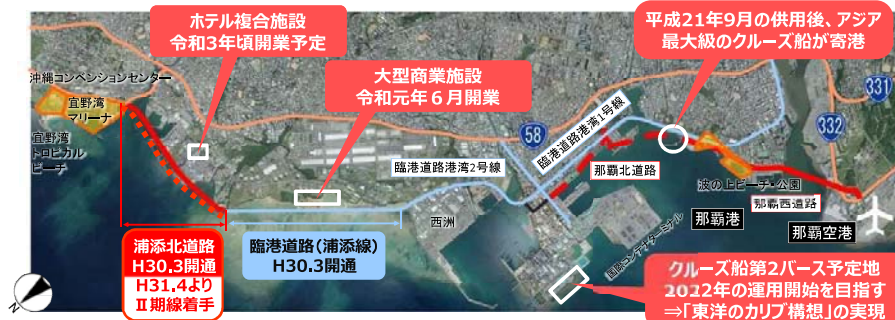 ホテル複合施設
令和3年頃開業予定
大型商業施設
令和元年6月開業
平成21年9月の供用後、アジア
最大級のクルーズ船が寄港
沖縄コンベンションセンター
宜野湾
マリーナ
宜野湾
トロピカル
ビーチ
58
331
332
臨港道路港湾1号線
臨港道路港湾2号線
那覇北道路
波の上ビーチ・公園
那覇西道路
西洲
那覇港
那覇空港
国際コンテナターミナル
浦添北道路
H30.3開通
H31.4より
Ⅱ期線着手
臨港道路(浦添線)
H30.3開通
クルーズ船第2バース予定地
2022年の運用開始を目指す
⇒「東洋のカリブ構想」の実現
N